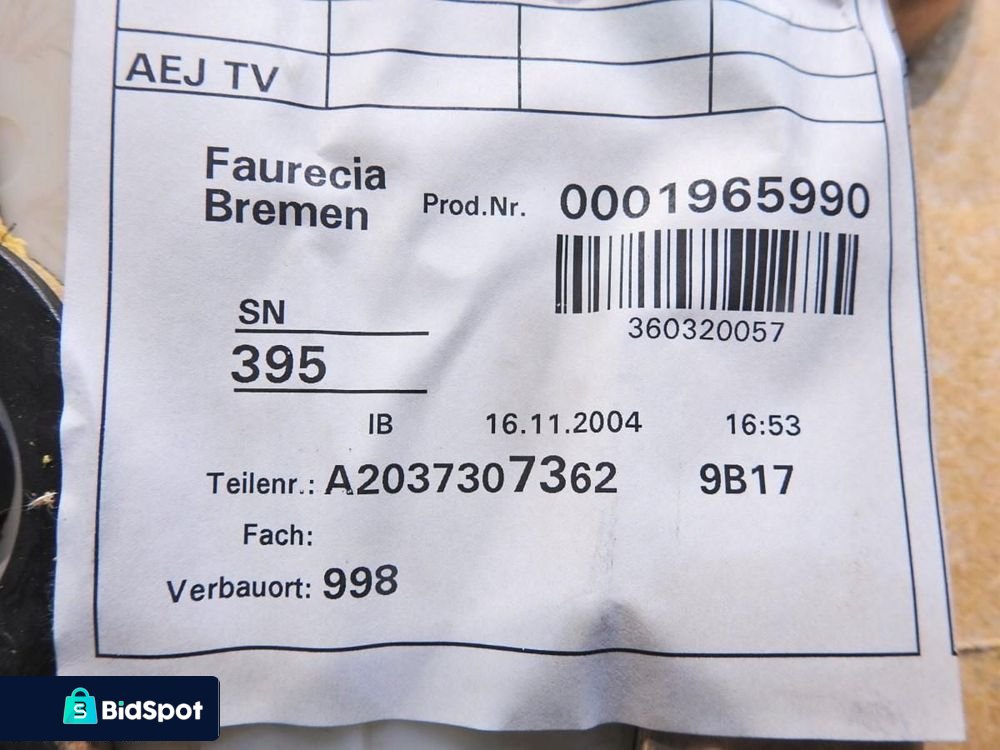 AEJ TV
Faurecia
Bremen
Prod.Nr. 0001965990
360320057
SN
395
IB 16.11.2004 16:53
Teilenr.: A2037307362 9B17
Fach:
Verbauort: 998
BidSpot